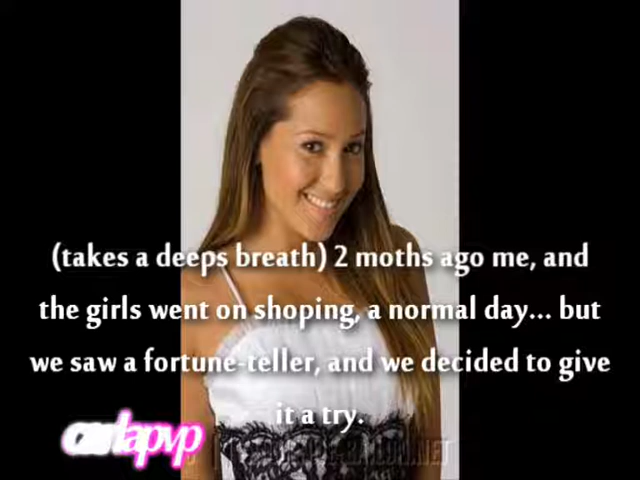 (takes a deeps breath) 2 moths ago me, and
the girls went on shoping, a normal day... but
we saw a fortune-teller, and we decided to give
it a try.
carlapvp